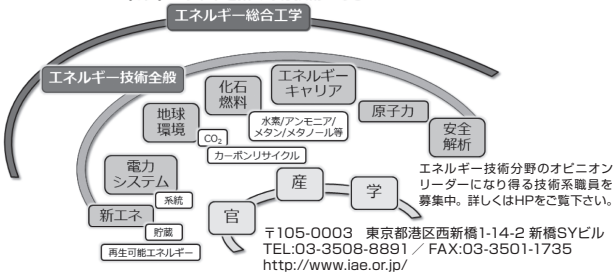 エネルギー総合工学
エネルギー技術全般
エネルギー
キャリア
化石
燃料
水素/アンモニア/
メタン/メタノール等
原子力
安全
解析
地球
環境
CO₂
カーボンリサイクル
電力
システム
系統
新エネ
貯蔵
再生可能エネルギー
官
産
学
エネルギー技術分野のオピニオン
リーダーになり得る技術系職員を
募集中。詳しくはHPをご覧下さい。
〒105-0003 東京都港区西新橋1-14-2 新橋SYビル
TEL:03-3508-8891／FAX:03-3501-1735
http://www.iae.or.jp/